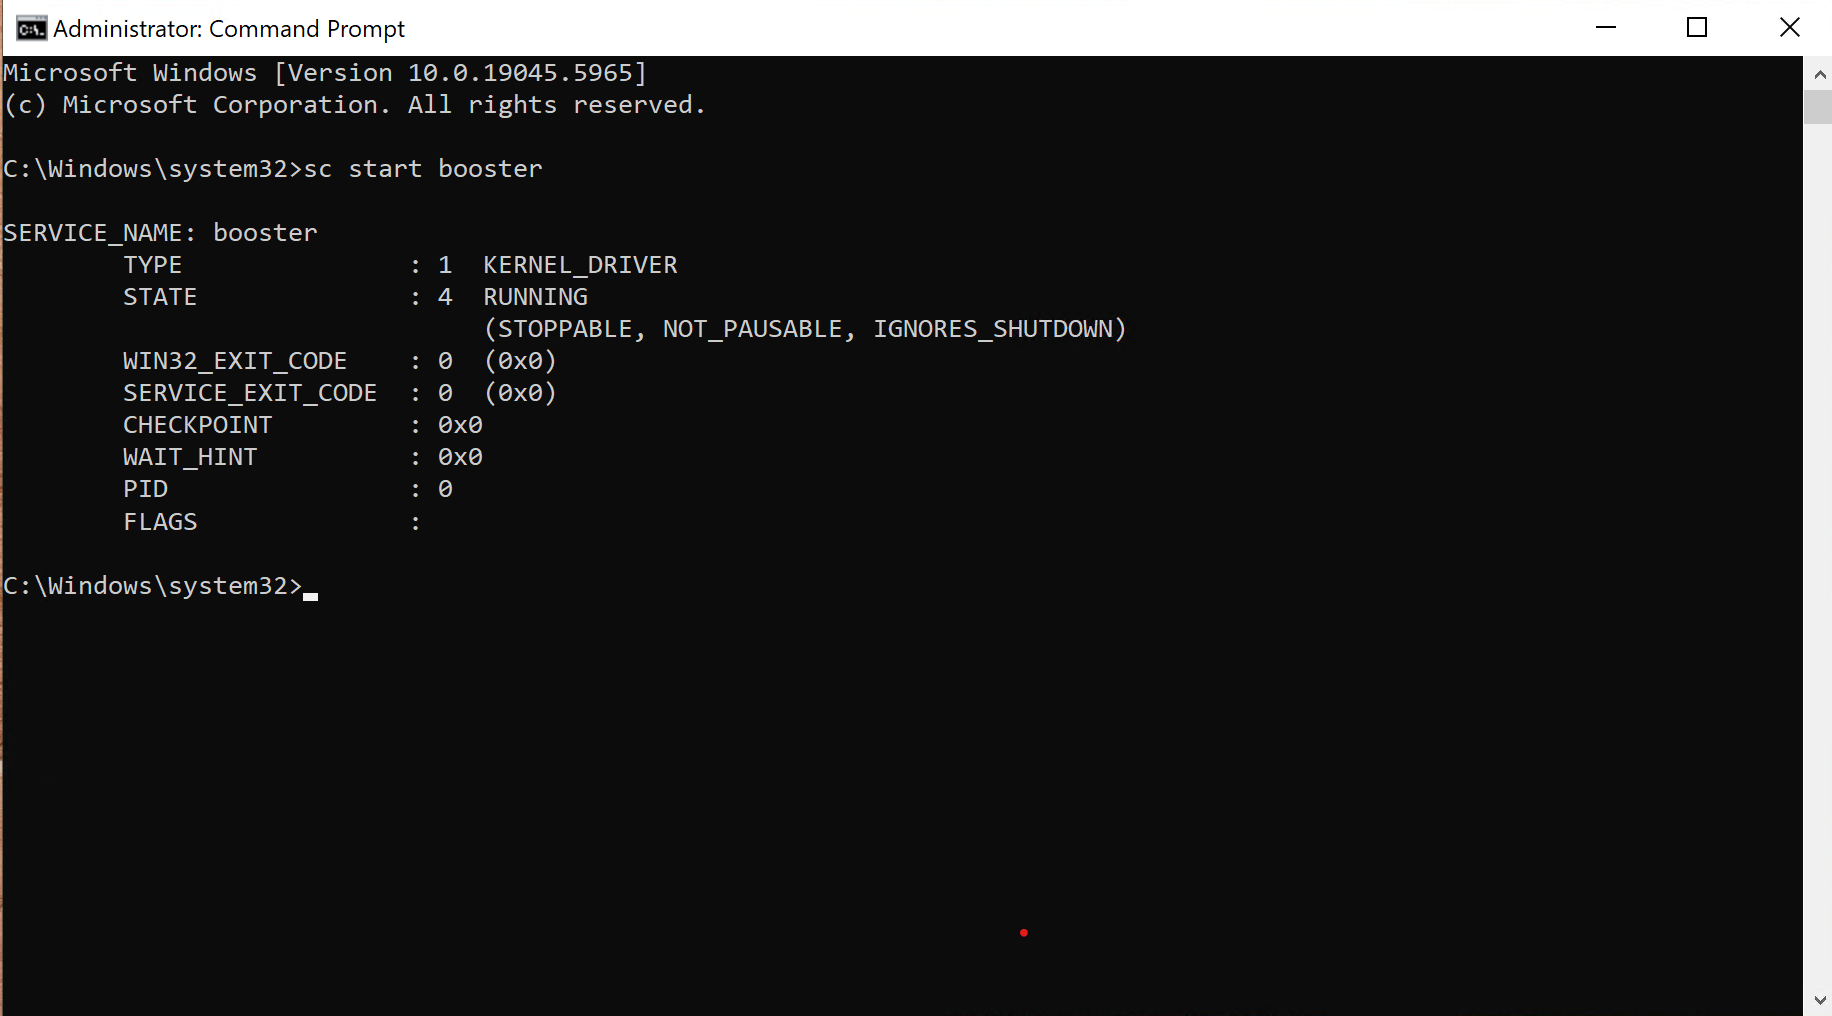 Administrator: Command Prompt
Microsoft Windows [Version 10.0.19045.5965]
(c) Microsoft Corporation. All rights reserved.
C:\Windows\system32>sc start booster
SERVICE_NAME: booster
TYPE : 1 KERNEL_DRIVER
STATE : 4 RUNNING
(STOPPABLE, NOT_PAUSABLE, IGNORES_SHUTDOWN)
WIN32_EXIT_CODE : 0 (0x0)
SERVICE_EXIT_CODE : 0 (0x0)
CHECKPOINT : 0x0
WAIT_HINT : 0x0
PID : 0
FLAGS :
C:\Windows\system32>